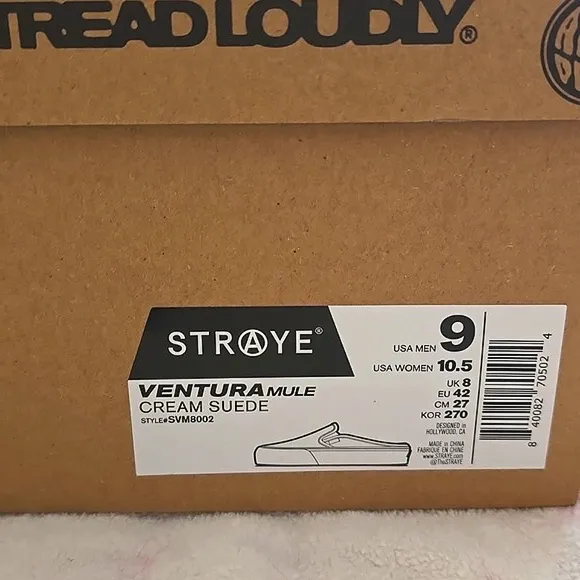 TREAD LOUDLY®
STRAYE®
VENTURA MULE
CREAM SUEDE
STYLE#SVM8002
USA MEN 9
USA WOMEN 10.5
UK 8
EU 42
CM 27
KOR 270
DESIGNED IN
HOLLYWOOD, CA
MADE IN CHINA
FABRIQUE EN CHINE
www.STRAYE.com
@TheSTRAYE
8 40082 70502 4